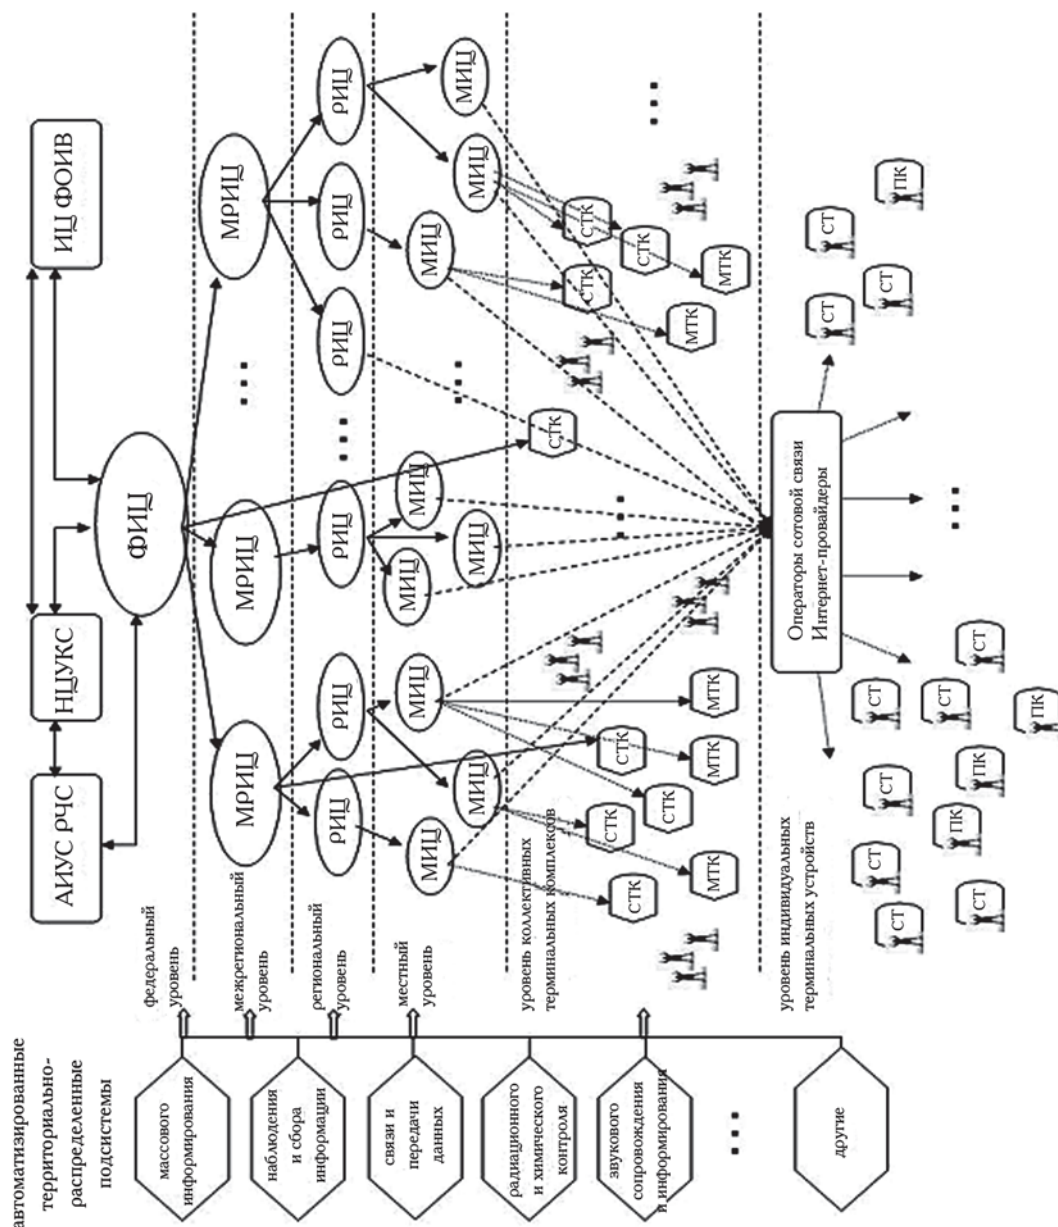 автоматизированные
территориально-
распределенные
подсистемы
массового
информирования
наблюдения
и сбора
информации
связи и
передачи
данных
радиационного
и химического
контроля
звукового
сопровождения
и информирования
другие
федеральный
уровень
межрегиональный
уровень
региональный
уровень
местный
уровень
уровень коллективных
терминальных комплексов
уровень индивидуальных
терминальных устройств
АИУС РЧС
НЦУКС
ИЦ ФОИВ
ФИЦ
МРИЦ
МРИЦ
МРИЦ
РИЦ
РИЦ
РИЦ
РИЦ
РИЦ
РИЦ
МИЦ
МИЦ
МИЦ
МИЦ
МИЦ
МИЦ
МИЦ
МИЦ
МИЦ
СТК
СТК
СТК
СТК
СТК
СТК
СТК
СТК
МТК
МТК
МТК
МТК
МТК
Операторы сотовой связи
Интернет-провайдеры
СТ
СТ
СТ
СТ
СТ
СТ
СТ
СТ
СТ
СТ
ПК
ПК
ПК
ПК